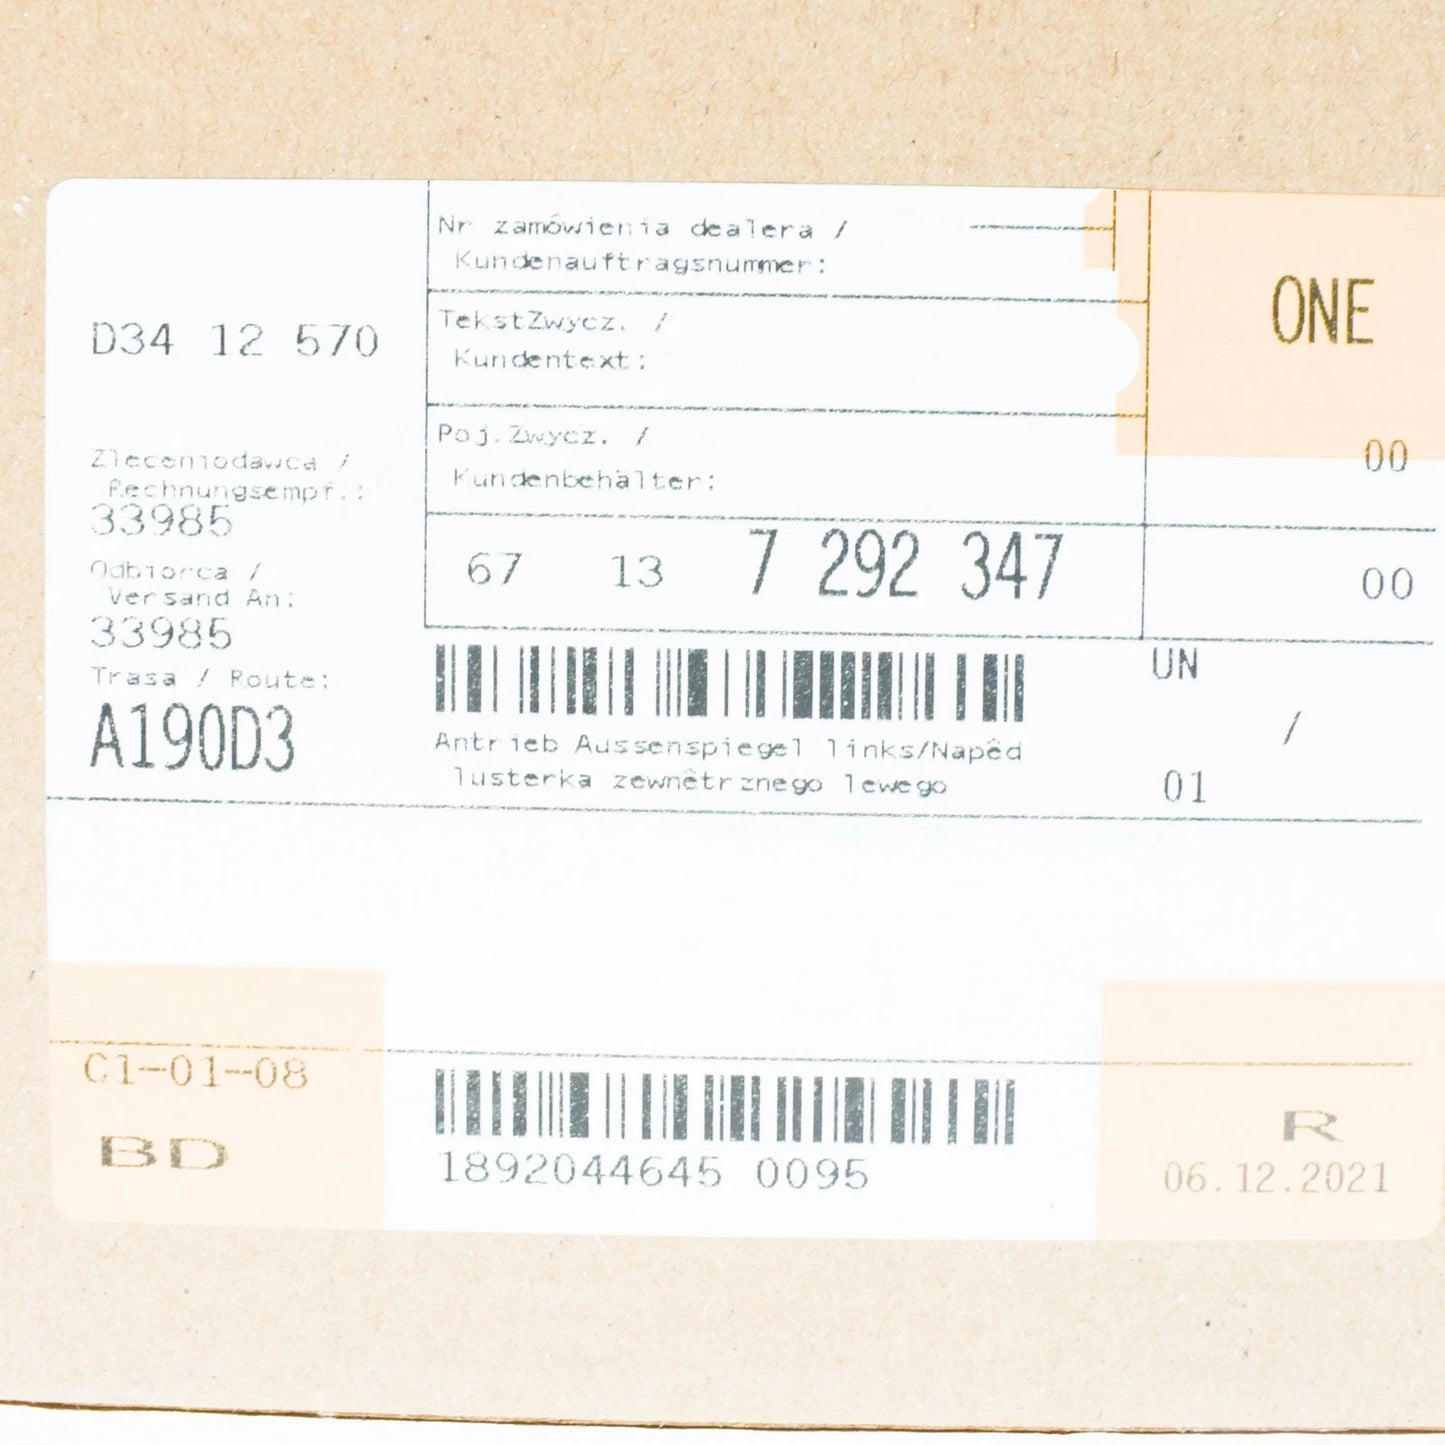 Nr zamówienia dealera /
Kundenauftragsnummer:
ONE
D34 12 570
TekstZwycz. /
Kundentext:
Poj.Zwycz. /
Kundenbehälter:
00
Zleceniodawca /
Rechnungsempf.:
33985
67 13 7 292 347 00
Odbiorca /
Versand An:
33985
Trasa / Route:
A190D3
UN
/
01
Antrieb Aussenspiegel links/Napêd
lusterka zewnêtrznego lewego
C1-01-08
BD
1892044645 0095
R
06.12.2021